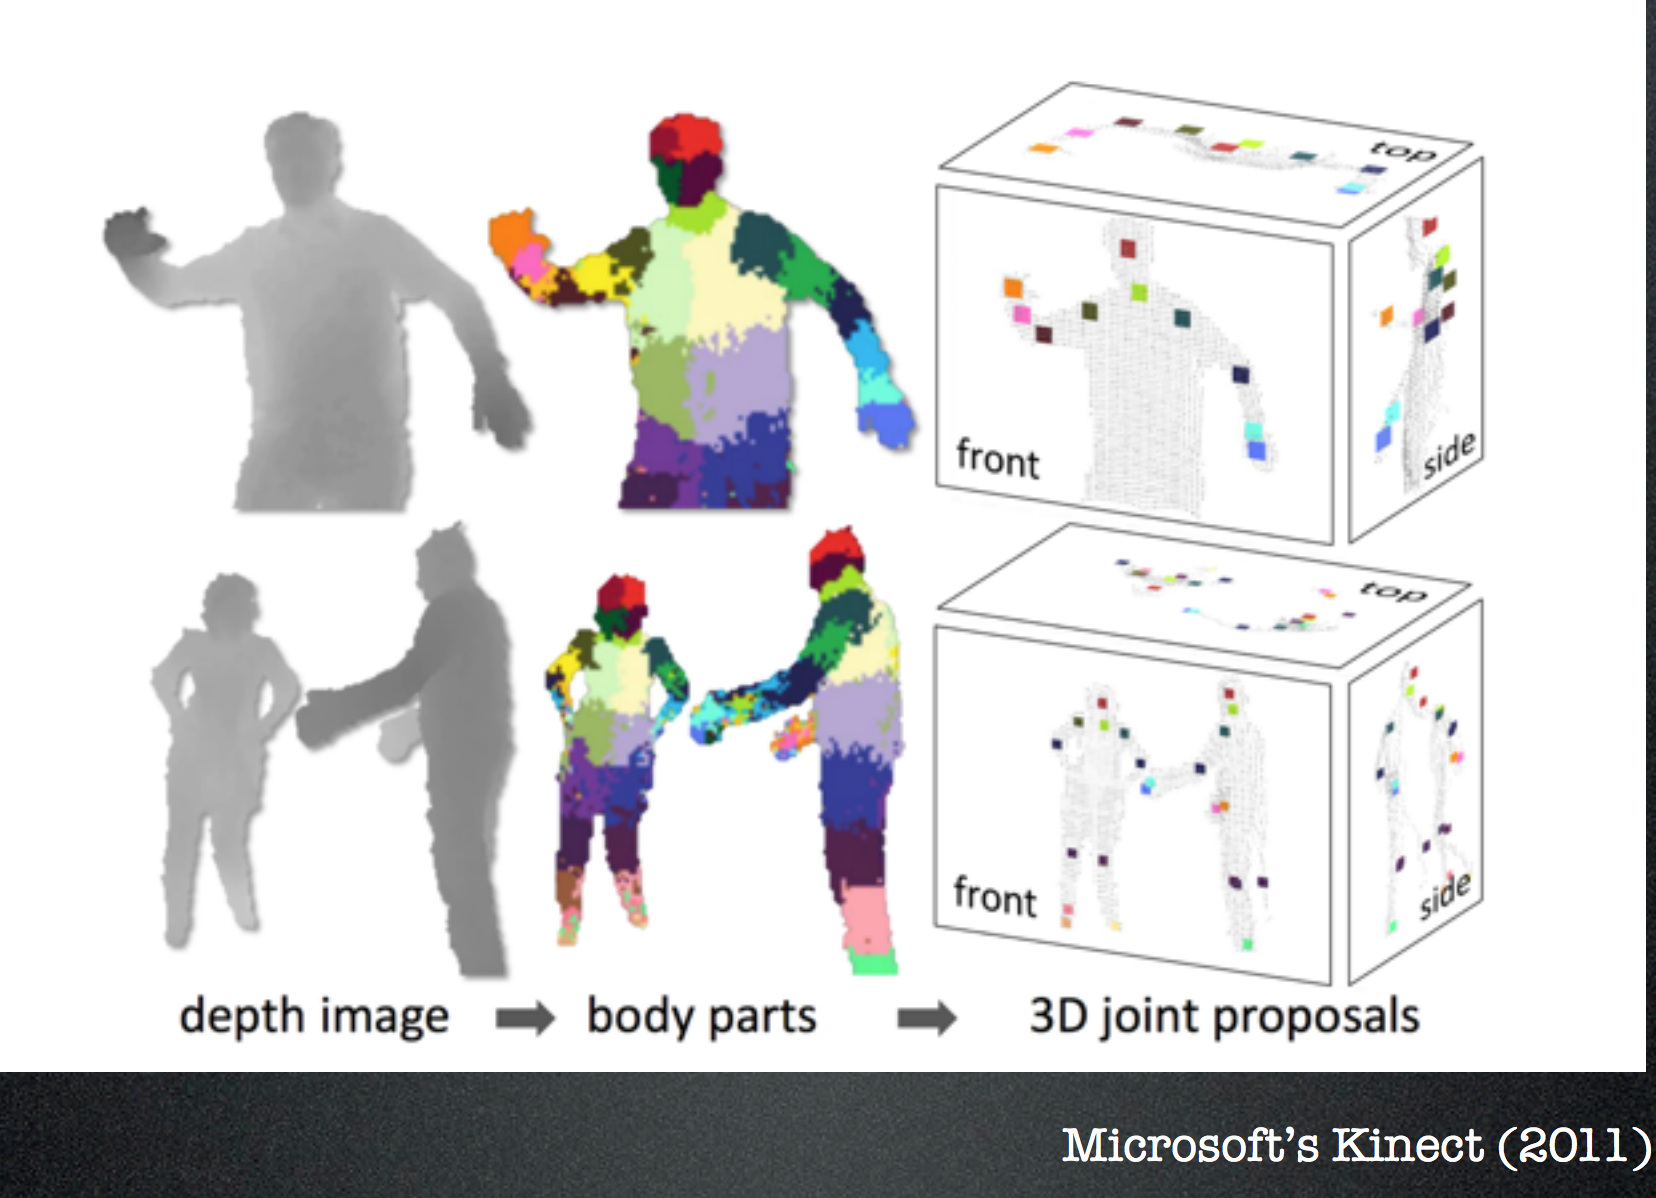 top
front
side
top
front
side
depth image
body parts
3D joint proposals
Microsoft's Kinect (2011)